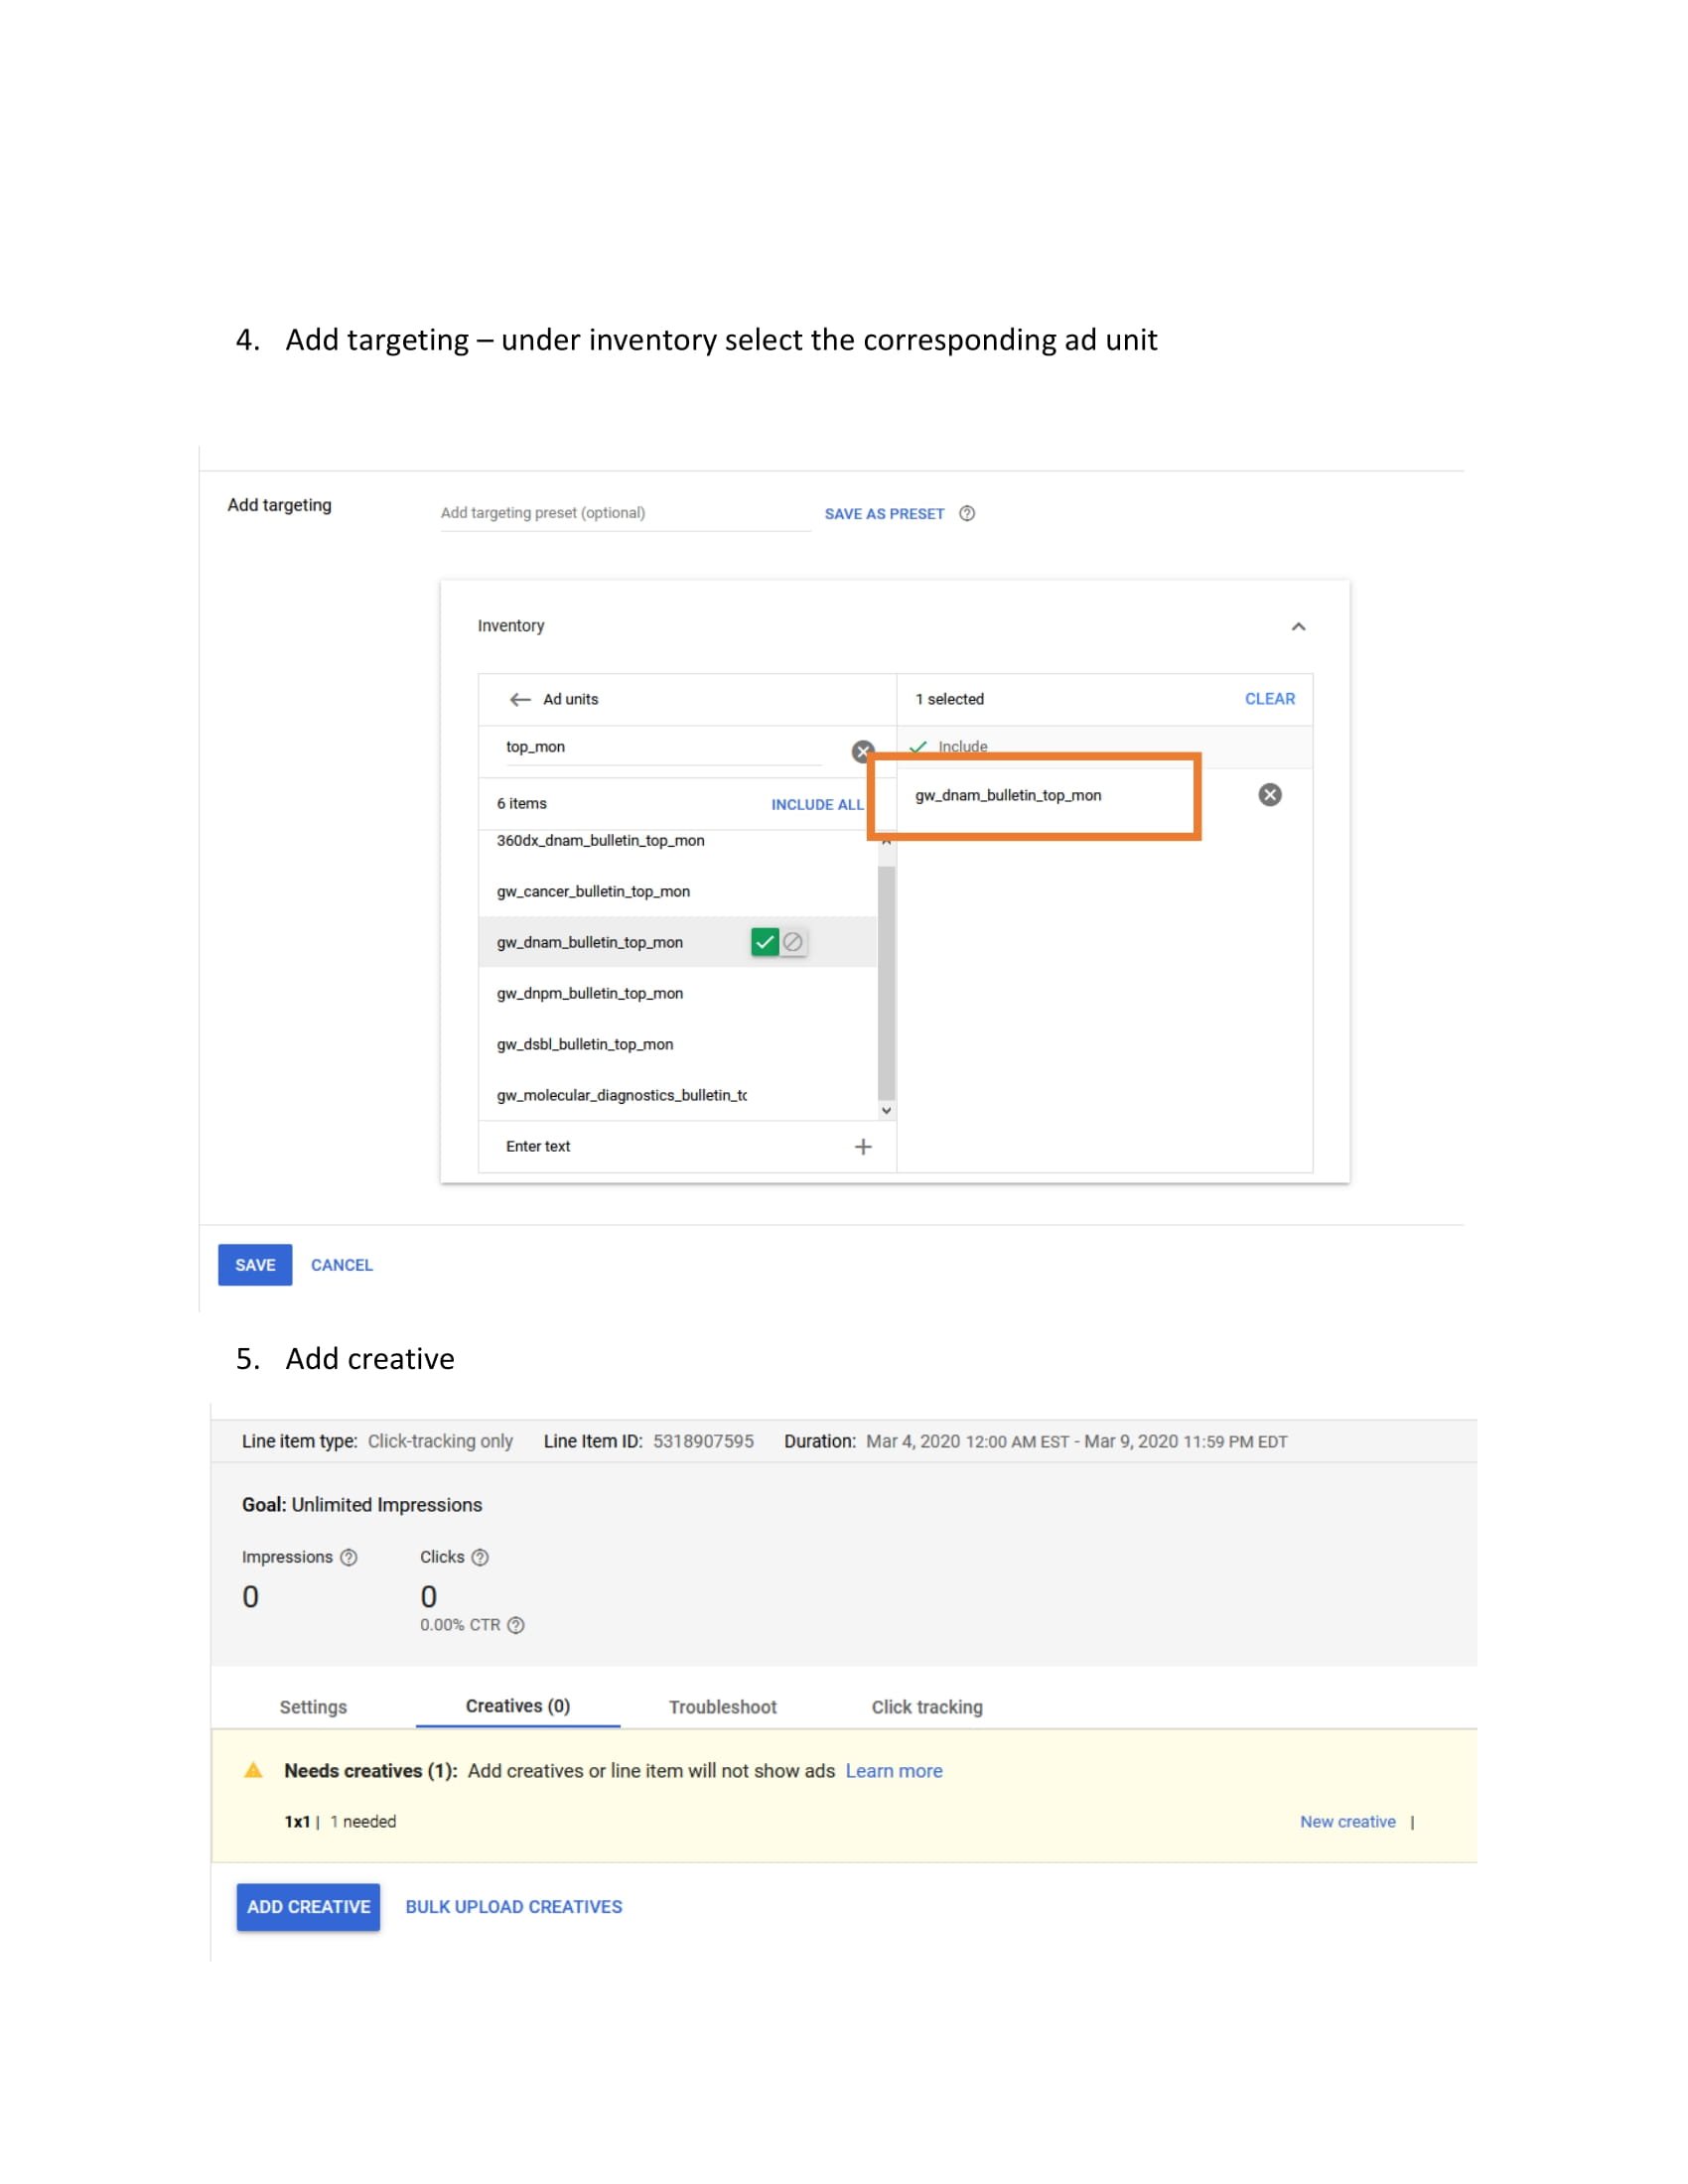 4. Add targeting – under inventory select the corresponding ad unit
Add targeting
Add targeting preset (optional)
SAVE AS PRESET
Inventory
Ad units
1 selected
CLEAR
top_mon
Include
gw_dnam_bulletin_top_mon
6 items
INCLUDE ALL
360dx_dnam_bulletin_top_mon
gw_cancer_bulletin_top_mon
gw_dnam_bulletin_top_mon
gw_dnpm_bulletin_top_mon
gw_dsbl_bulletin_top_mon
gw_molecular_diagnostics_bulletin_to
Enter text
SAVE CANCEL
5. Add creative
Line item type: Click-tracking only Line Item ID: 5318907595 Duration: Mar 4, 2020 12:00 AM EST - Mar 9, 2020 11:59 PM EDT
Goal: Unlimited Impressions
Impressions Clicks
0 0
0.00% CTR
Settings Creatives (0) Troubleshoot Click tracking
Needs creatives (1): Add creatives or line item will not show ads Learn more
1x1 | 1 needed New creative |
ADD CREATIVE BULK UPLOAD CREATIVES